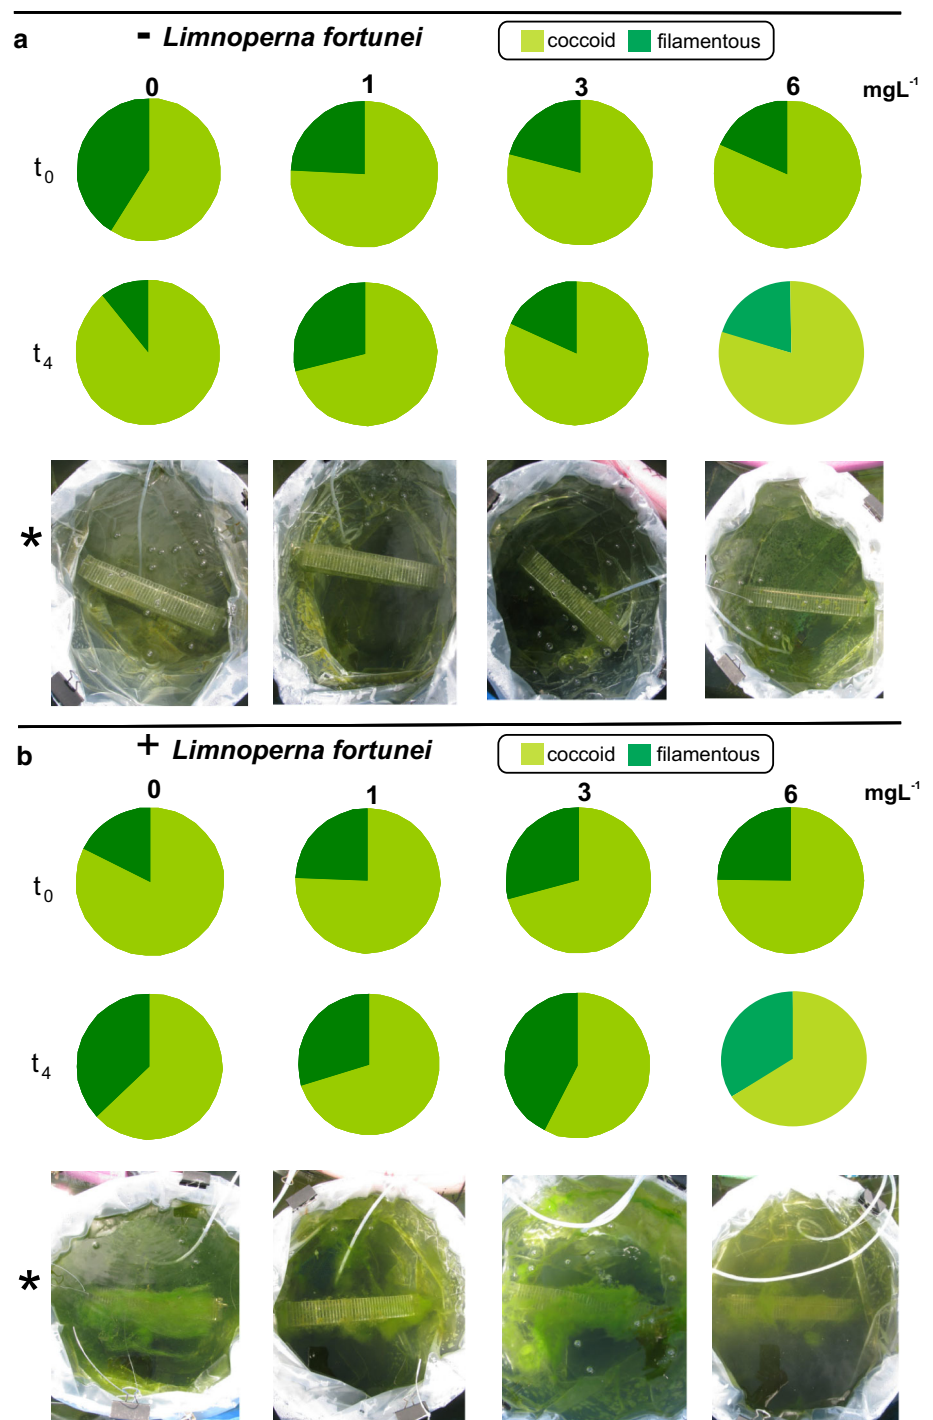 a - Limnoperna fortunei coccoid filamentous
0 1 3 6 mgL⁻¹
t₀
t₄
*
b + Limnoperna fortunei coccoid filamentous
0 1 3 6 mgL⁻¹
t₀
t₄
*